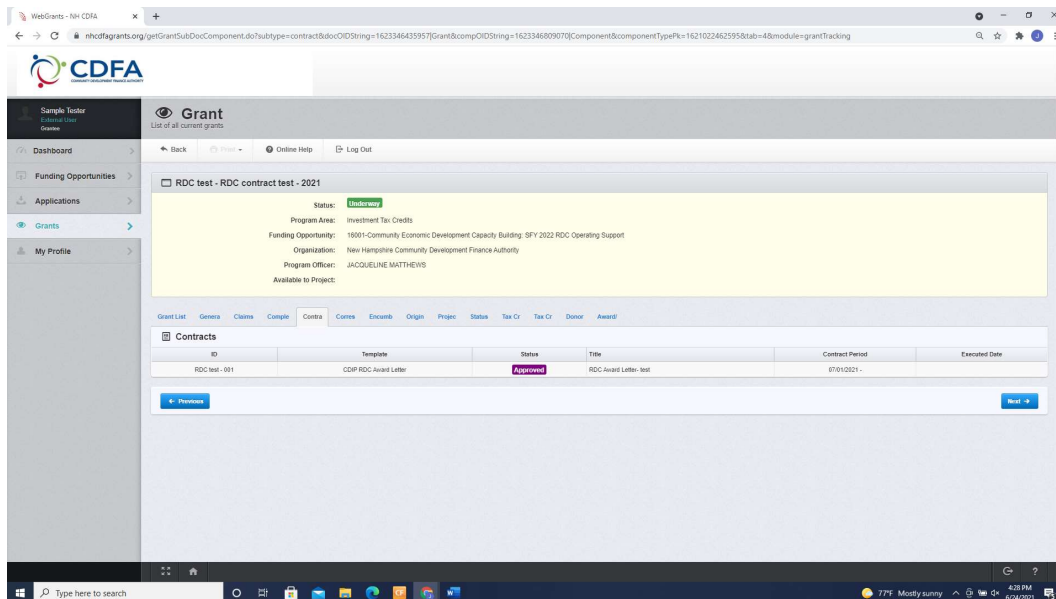 WebGrants - NH CDFA
nhcdfagrants.org/getGrantSubDocComponent.do?subtype=contract&docOIDString=1623346435957|Grant&compOIDString=1623346809070|Component&componentTypePk=1621022462595&tab=4&module=grantTracking
J
CDFA
COMMUNITY DEVELOPMENT FINANCE AUTHORITY
Sample Tester
External User
Grantee
Grant
List of all current grants
Dashboard
Funding Opportunities
Applications
Grants
My Profile
Back Print Online Help Log Out
RDC test - RDC contract test - 2021
Status: Underway
Program Area: Investment Tax Credits
Funding Opportunity: 16001-Community Economic Development Capacity Building: SFY 2022 RDC Operating Support
Organization: New Hampshire Community Development Finance Authority
Program Officer: JACQUELINE MATTHEWS
Available to Project:
Grant List Genera Claims Comple Contra Corres Encumb Origin Projec Status Tax Cr Tax Cr Donor Award/
Contracts
ID Template Status Title Contract Period Executed Date
RDC test - 001 CDIP RDC Award Letter Approved RDC Award Letter- test 07/01/2021 -
Previous Next
?
Type here to search
CF
W
77°F Mostly sunny
4:28 PM
6/24/2021